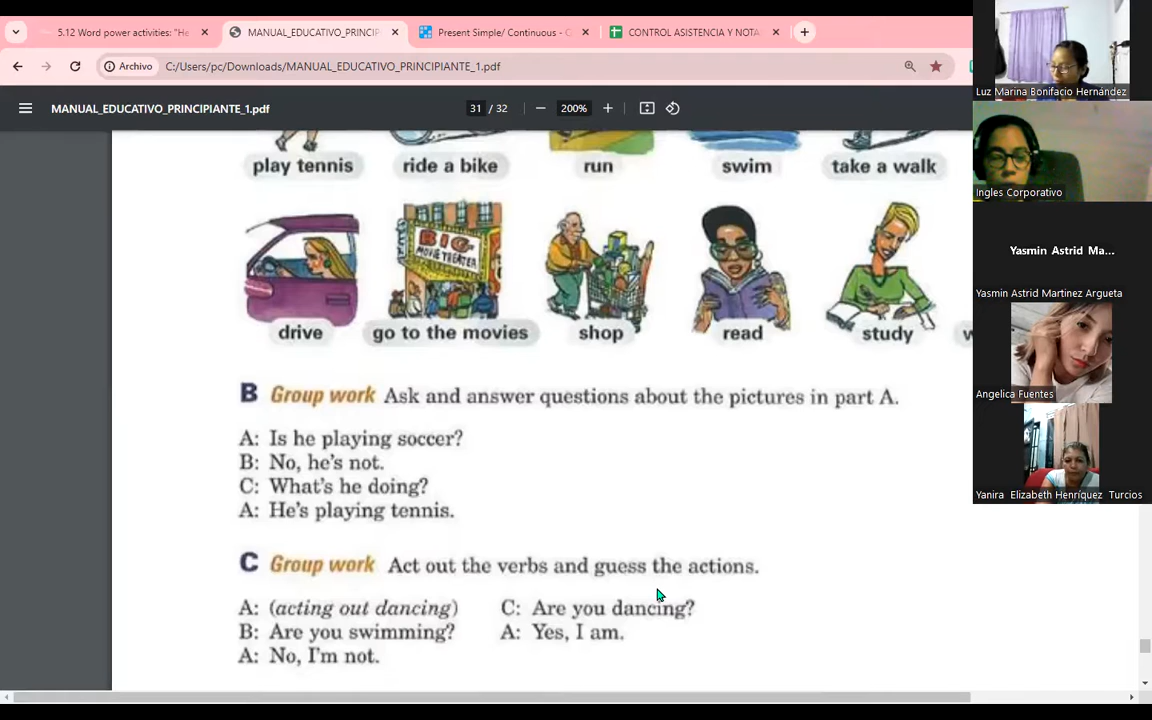 5.12 Word power activities: "He
MANUAL_EDUCATIVO_PRINCIP
Present Simple/ Continuous - C
CONTROL ASISTENCIA Y NOTA
Archivo
C:/Users/pc/Downloads/MANUAL_EDUCATIVO_PRINCIPIANTE_1.pdf
MANUAL_EDUCATIVO_PRINCIPIANTE_1.pdf
31 / 32
200%
play tennis
ride a bike
run
swim
take a walk
BIG
MOVIE THEATER
drive
go to the movies
shop
read
study
B Group work Ask and answer questions about the pictures in part A.
A: Is he playing soccer?
B: No, he's not.
C: What's he doing?
A: He's playing tennis.
C Group work Act out the verbs and guess the actions.
A: (acting out dancing)
B: Are you swimming?
A: No, I'm not.
C: Are you dancing?
A: Yes, I am.
Luz Marina Bonifacio Hernández
Ingles Corporativo
Yasmin Astrid Ma...
Yasmin Astrid Martinez Argueta
Angelica Fuentes
Yanira Elizabeth Henríquez Turcios